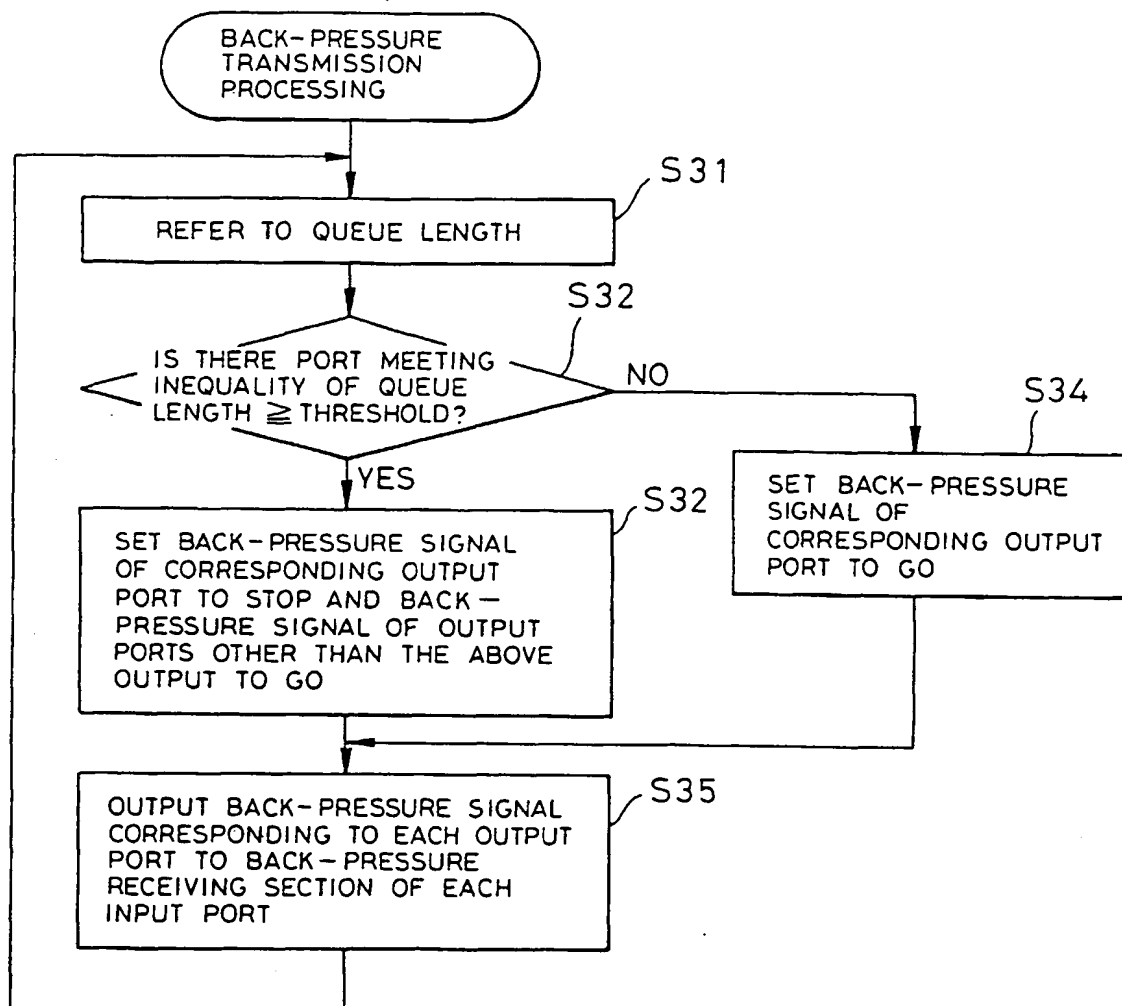 BACK-PRESSURE
TRANSMISSION
PROCESSING
S31
REFER TO QUEUE LENGTH
S32
IS THERE PORT MEETING
INEQUALITY OF QUEUE
LENGTH ≧ THRESHOLD?
NO
YES
S34
SET BACK-PRESSURE
SIGNAL OF
CORRESPONDING OUTPUT
PORT TO GO
S32
SET BACK-PRESSURE SIGNAL
OF CORRESPONDING OUTPUT
PORT TO STOP AND BACK-
PRESSURE SIGNAL OF OUTPUT
PORTS OTHER THAN THE ABOVE
OUTPUT TO GO
S35
OUTPUT BACK-PRESSURE SIGNAL
CORRESPONDING TO EACH OUTPUT
PORT TO BACK-PRESSURE
RECEIVING SECTION OF EACH
INPUT PORT